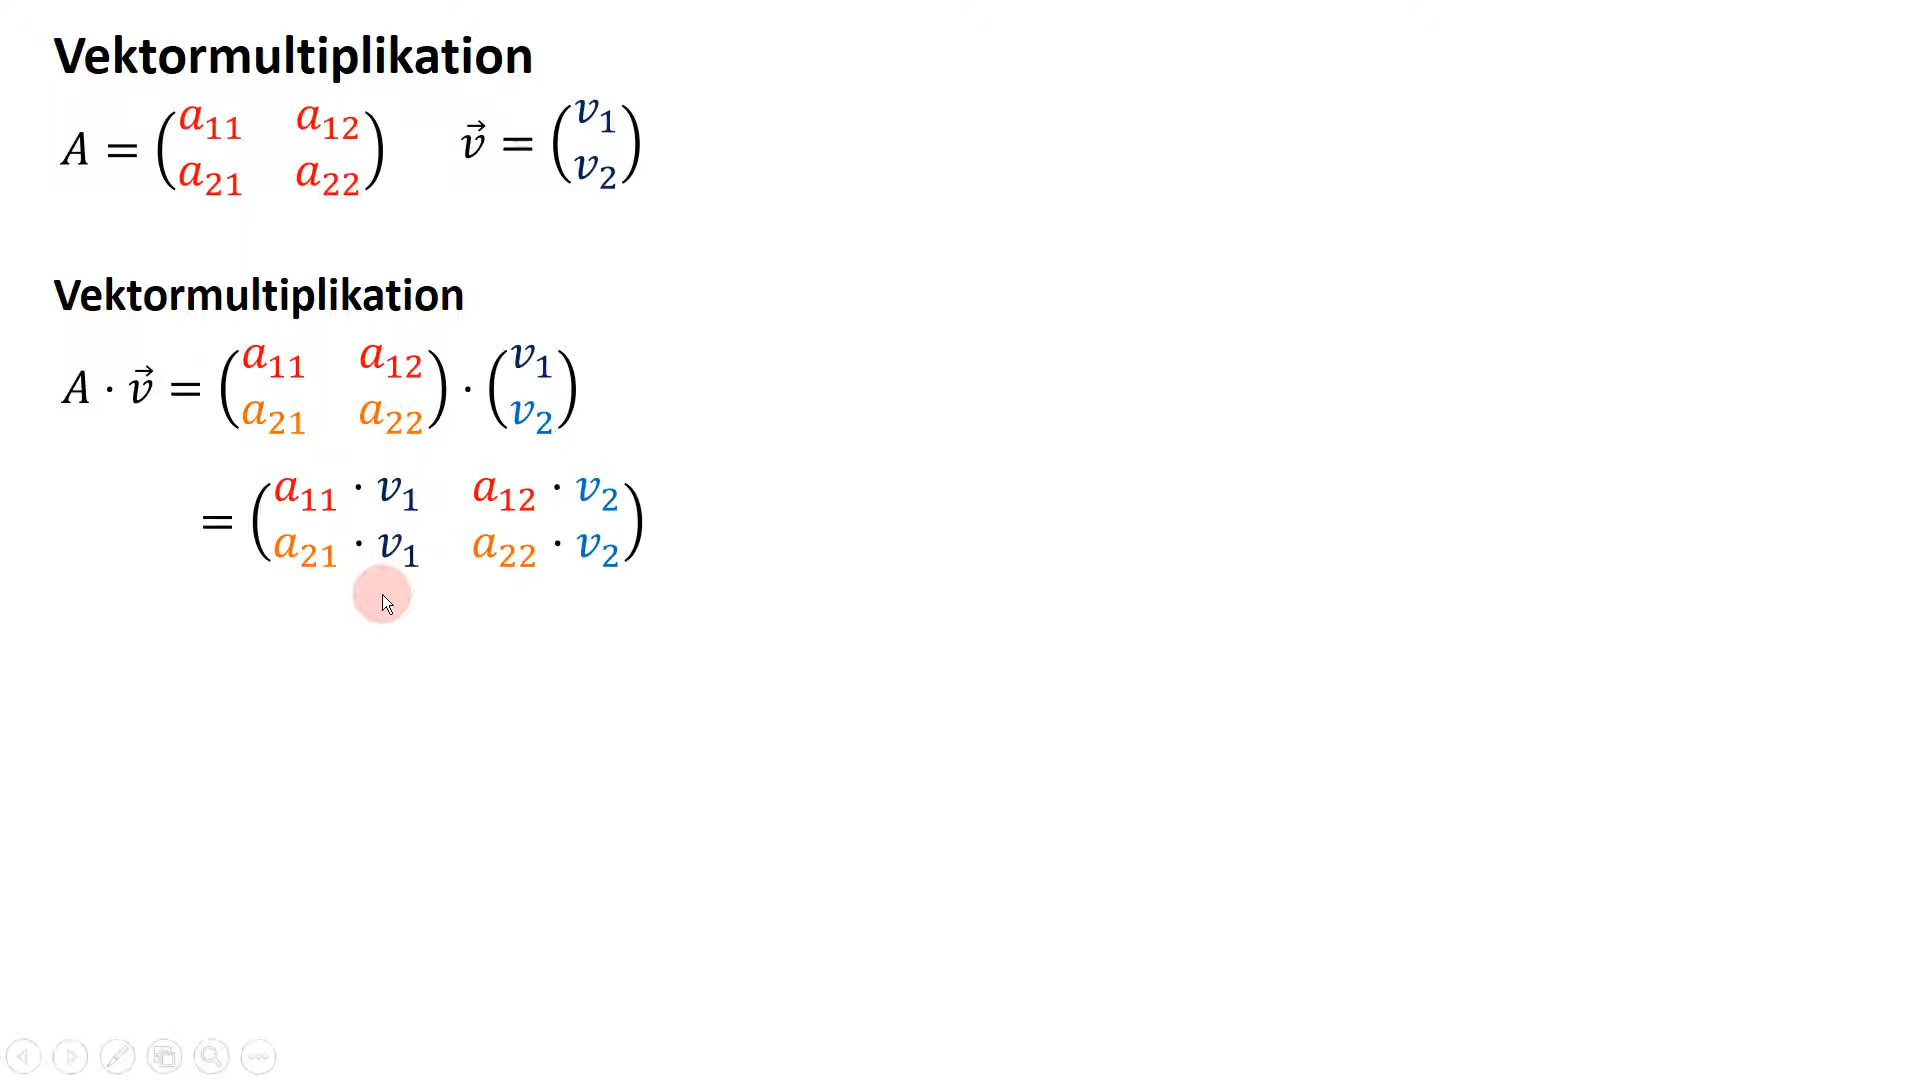 Vektormultiplikation
A = (a₁₁ a₁₂ v⃗ = (v₁
a₂₁ a₂₂) v₂)
Vektormultiplikation
A · v⃗ = (a₁₁ a₁₂ · (v₁
a₂₁ a₂₂) v₂)
= (a₁₁ · v₁ a₁₂ · v₂
a₂₁ · v₁ a₂₂ · v₂)